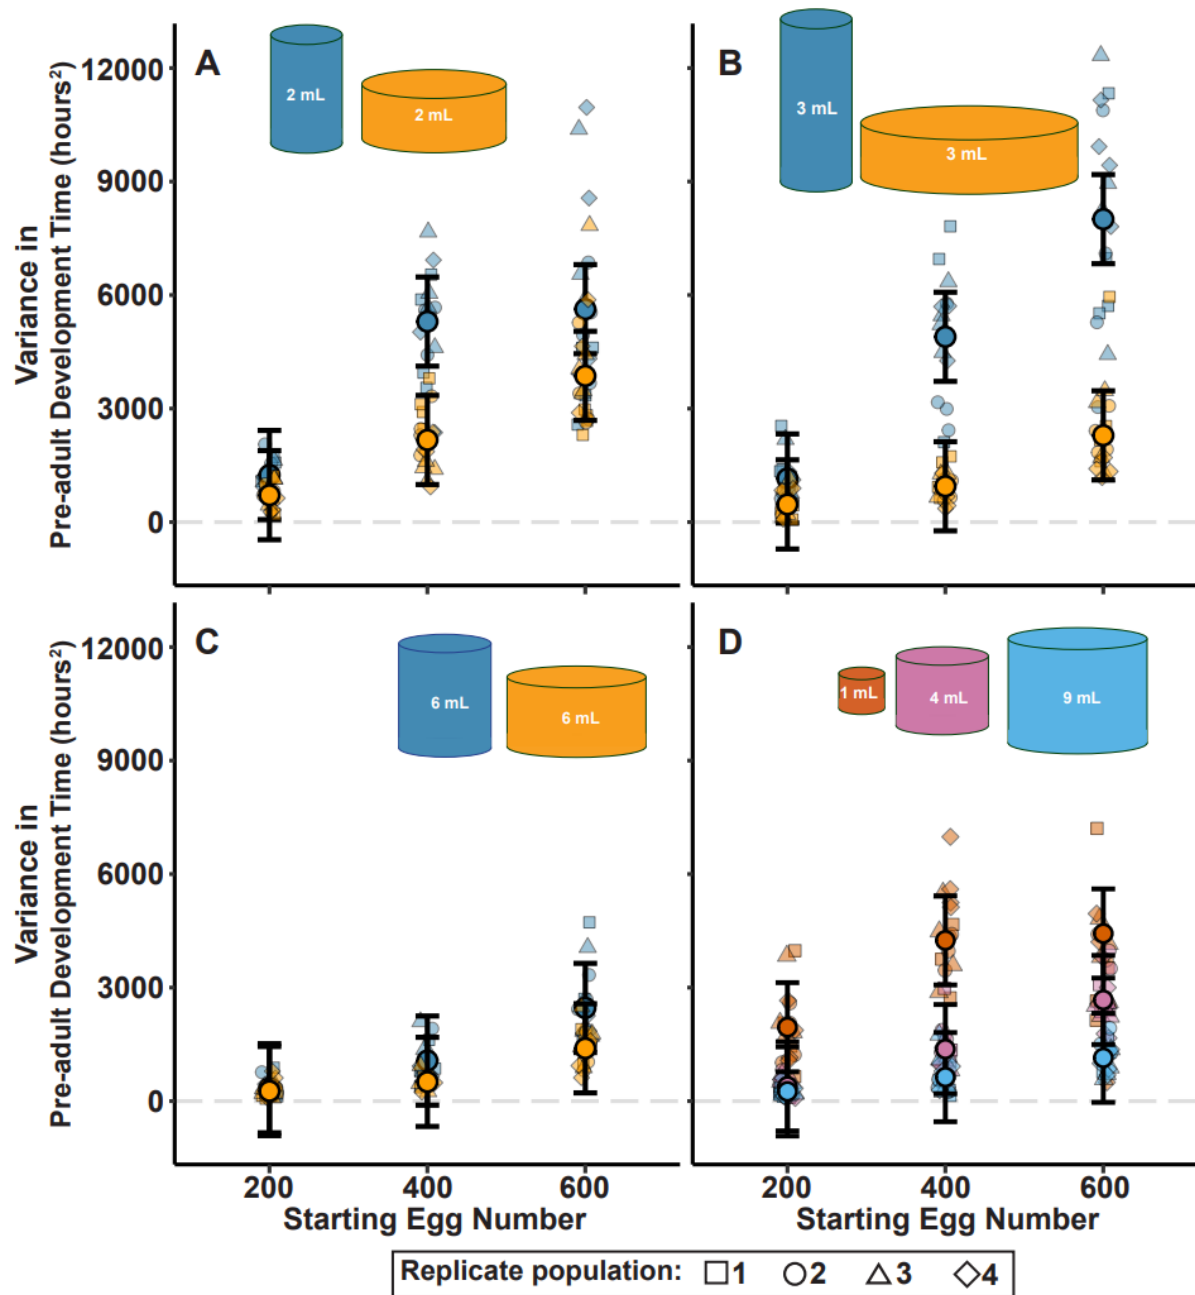 A
B
2 mL
2 mL
3 mL
3 mL
12000
9000
6000
3000
0
Variance in
Pre-adult Development Time (hours²)
C
D
6 mL
6 mL
1 mL
4 mL
9 mL
12000
9000
6000
3000
0
Variance in
Pre-adult Development Time (hours²)
200
400
600
200
400
600
Starting Egg Number
Starting Egg Number
Replicate population: 1 2 3 4